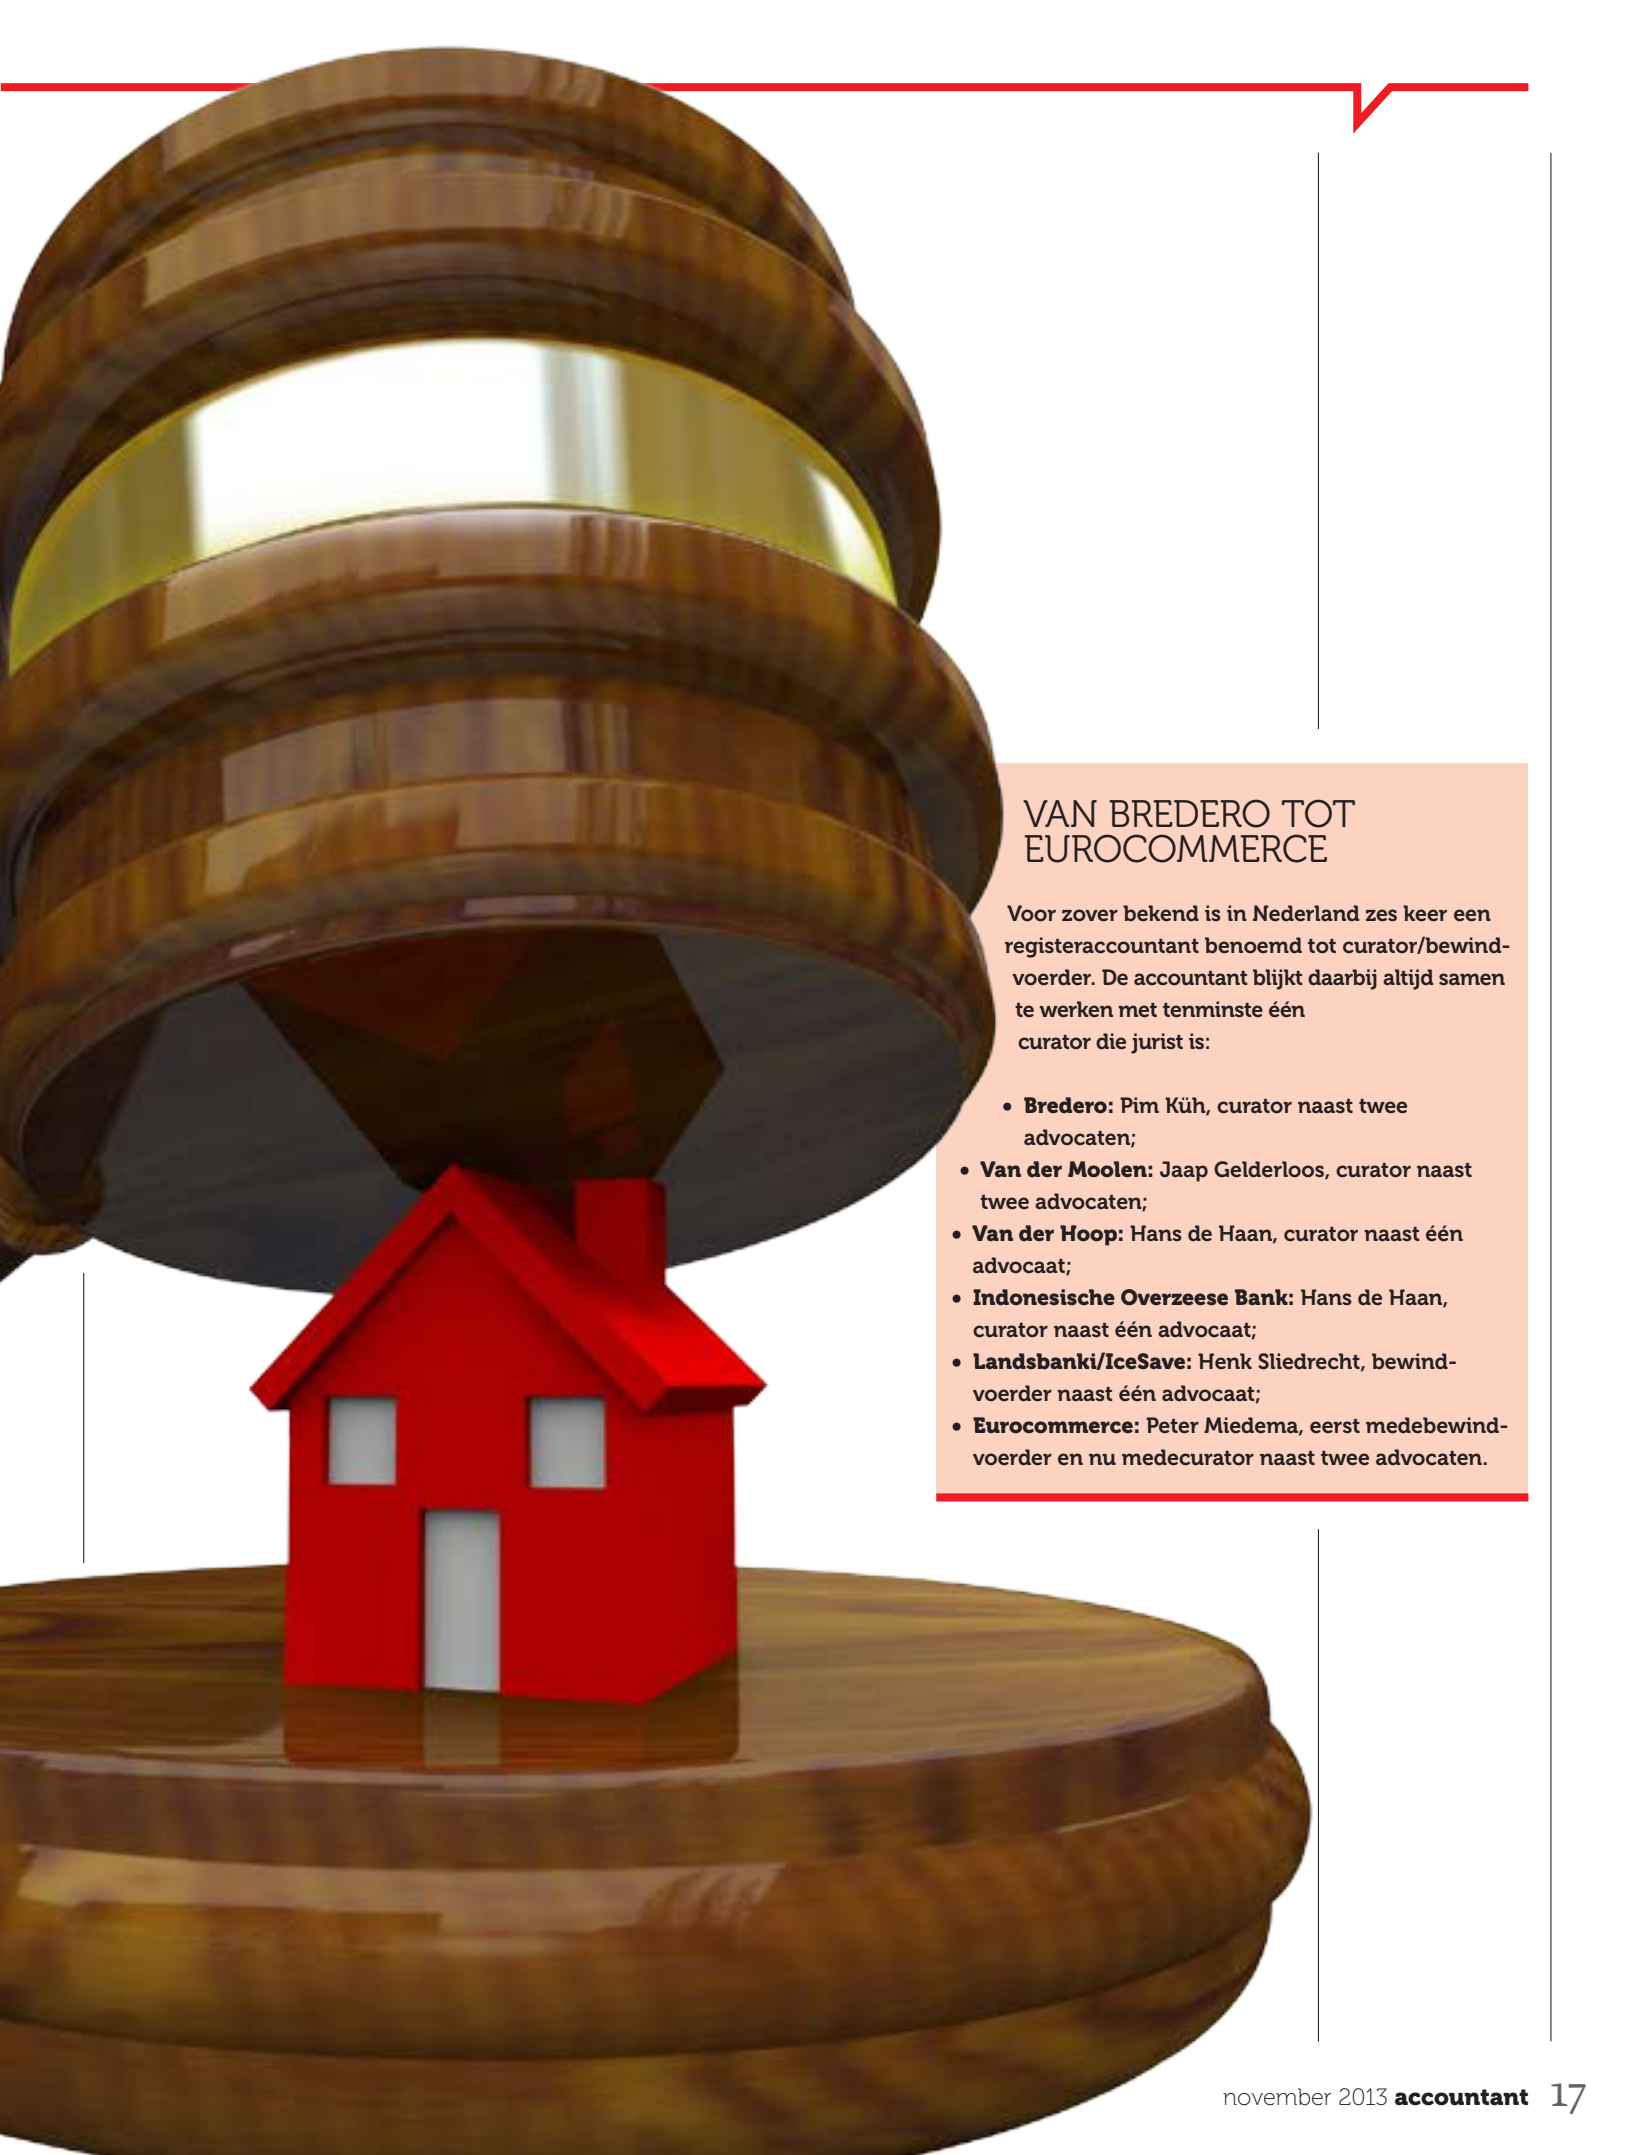 VAN BREDERO TOT
EUROCOMMERCE
Voor zover bekend is in Nederland zes keer een
registeraccountant benoemd tot curator/bewind-
voerder. De accountant blijkt daarbij altijd samen
te werken met tenminste één
curator die jurist is:
• Bredero: Pim Küh, curator naast twee
advocaten;
• Van der Moolen: Jaap Gelderloos, curator naast
twee advocaten;
• Van der Hoop: Hans de Haan, curator naast één
advocaat;
• Indonesische Overzeese Bank: Hans de Haan,
curator naast één advocaat;
• Landsbanki/IceSave: Henk Sliedrecht, bewind-
voerder naast één advocaat;
• Eurocommerce: Peter Miedema, eerst medebewind-
voerder en nu medecurator naast twee advocaten.
november 2013 accountant 17